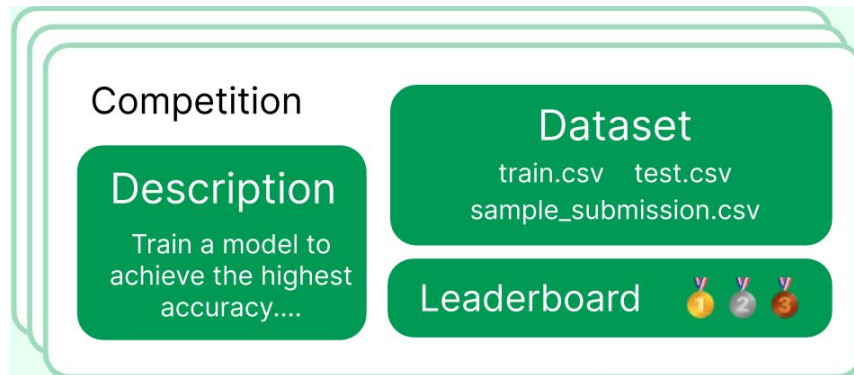 Competition
Description
Train a model to
achieve the highest
accuracy....
Dataset
train.csv test.csv
sample_submission.csv
Leaderboard 1 2 3